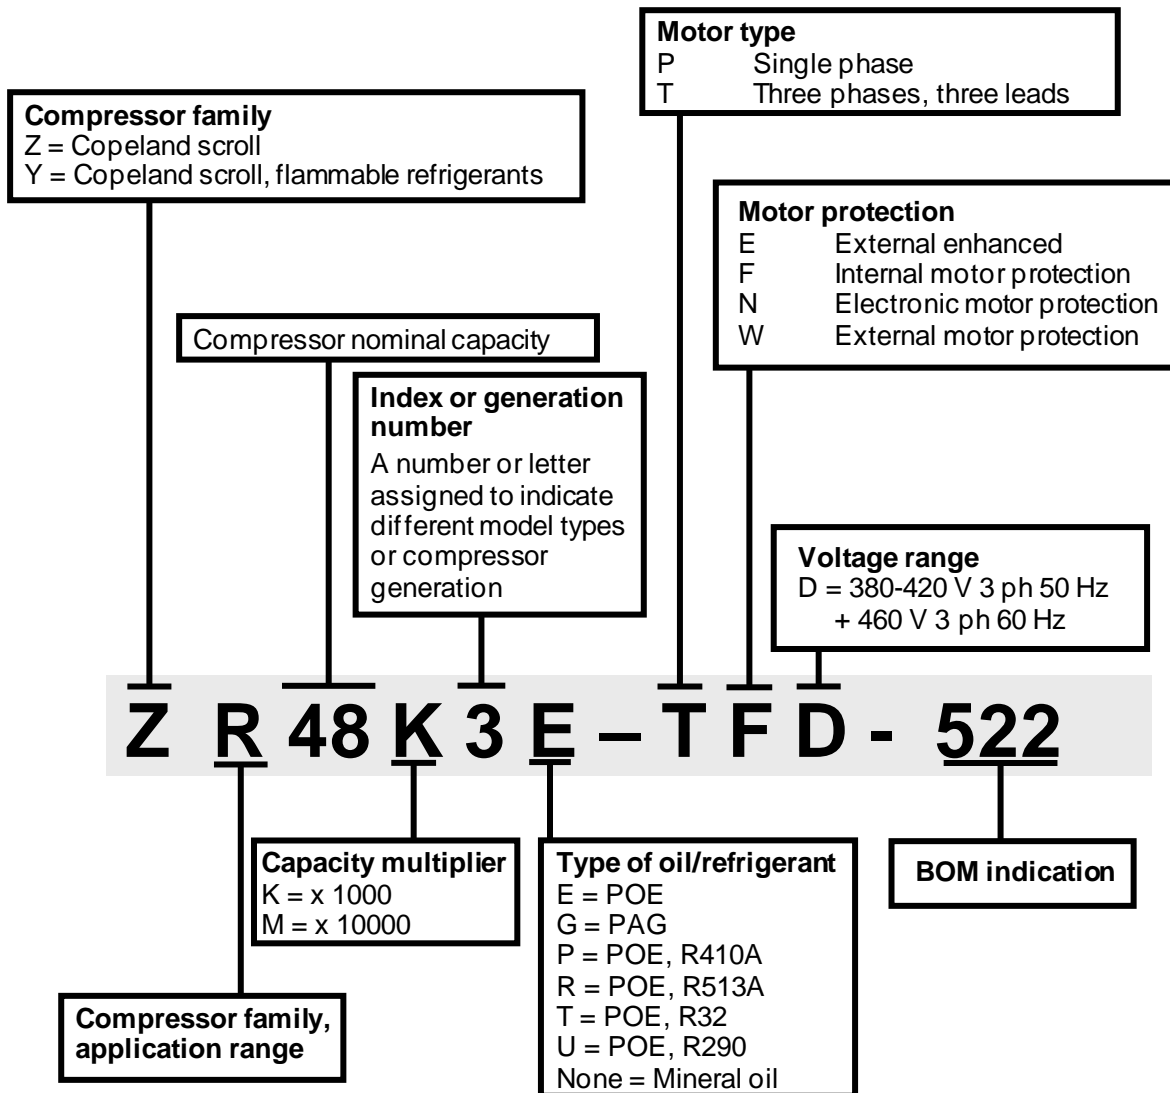 Motor type
P Single phase
T Three phases, three leads
Compressor family
Z = Copeland scroll
Y = Copeland scroll, flammable refrigerants
Motor protection
E External enhanced
F Internal motor protection
N Electronic motor protection
W External motor protection
Compressor nominal capacity
Index or generation
number
A number or letter
assigned to indicate
different model types
or compressor
generation
Voltage range
D = 380-420 V 3 ph 50 Hz
+ 460 V 3 ph 60 Hz
Z R 48 K 3 E – T F D - 522
Capacity multiplier
K = x 1000
M = x 10000
Type of oil/refrigerant
E = POE
G = PAG
P = POE, R410A
R = POE, R513A
T = POE, R32
U = POE, R290
None = Mineral oil
BOM indication
Compressor family,
application range